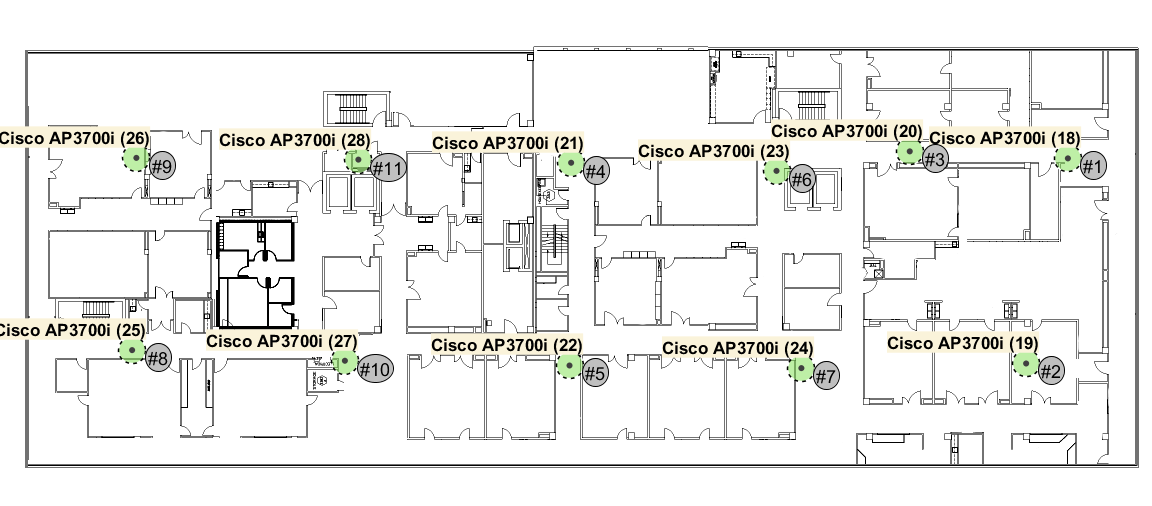 Cisco AP3700i (26)
#9
Cisco AP3700i (28)
#11
Cisco AP3700i (21)
#4
Cisco AP3700i (23)
#6
Cisco AP3700i (20)
#3
Cisco AP3700i (18)
#1
Cisco AP3700i (25)
#8
Cisco AP3700i (27)
#10
Cisco AP3700i (22)
#5
Cisco AP3700i (24)
#7
Cisco AP3700i (19)
#2